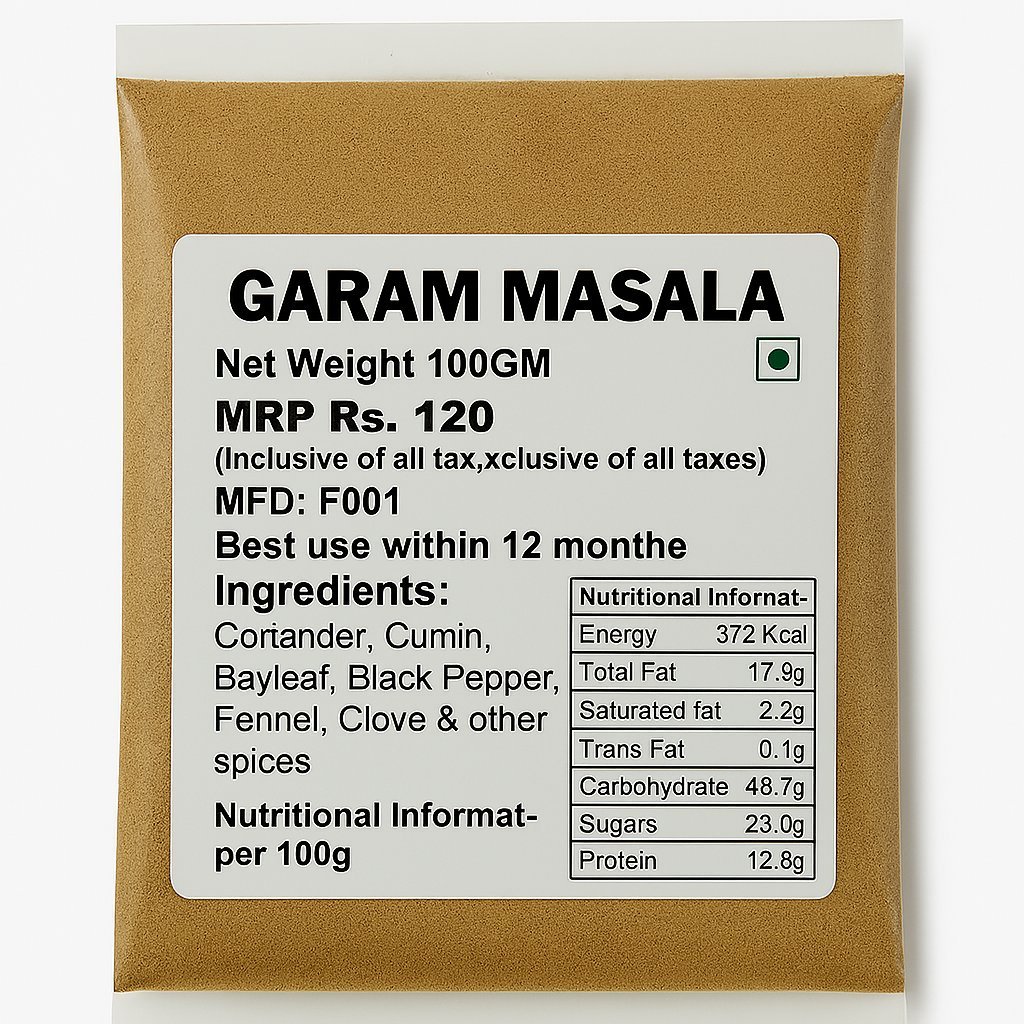 GARAM MASALA
Net Weight 100GM
MRP Rs. 120
(Inclusive of all tax,xclusive of all taxes)
MFD: F001
Best use within 12 monthe
Ingredients:
Coriander, Cumin,
Bayleaf, Black Pepper,
Fennel, Clove & other
spices
Nutritional Informat-
per 100g
Nutritional Infornat-
Energy 372 Kcal
Total Fat 17.9g
Saturated fat 2.2g
Trans Fat 0.1g
Carbohydrate 48.7g
Sugars 23.0g
Protein 12.8g